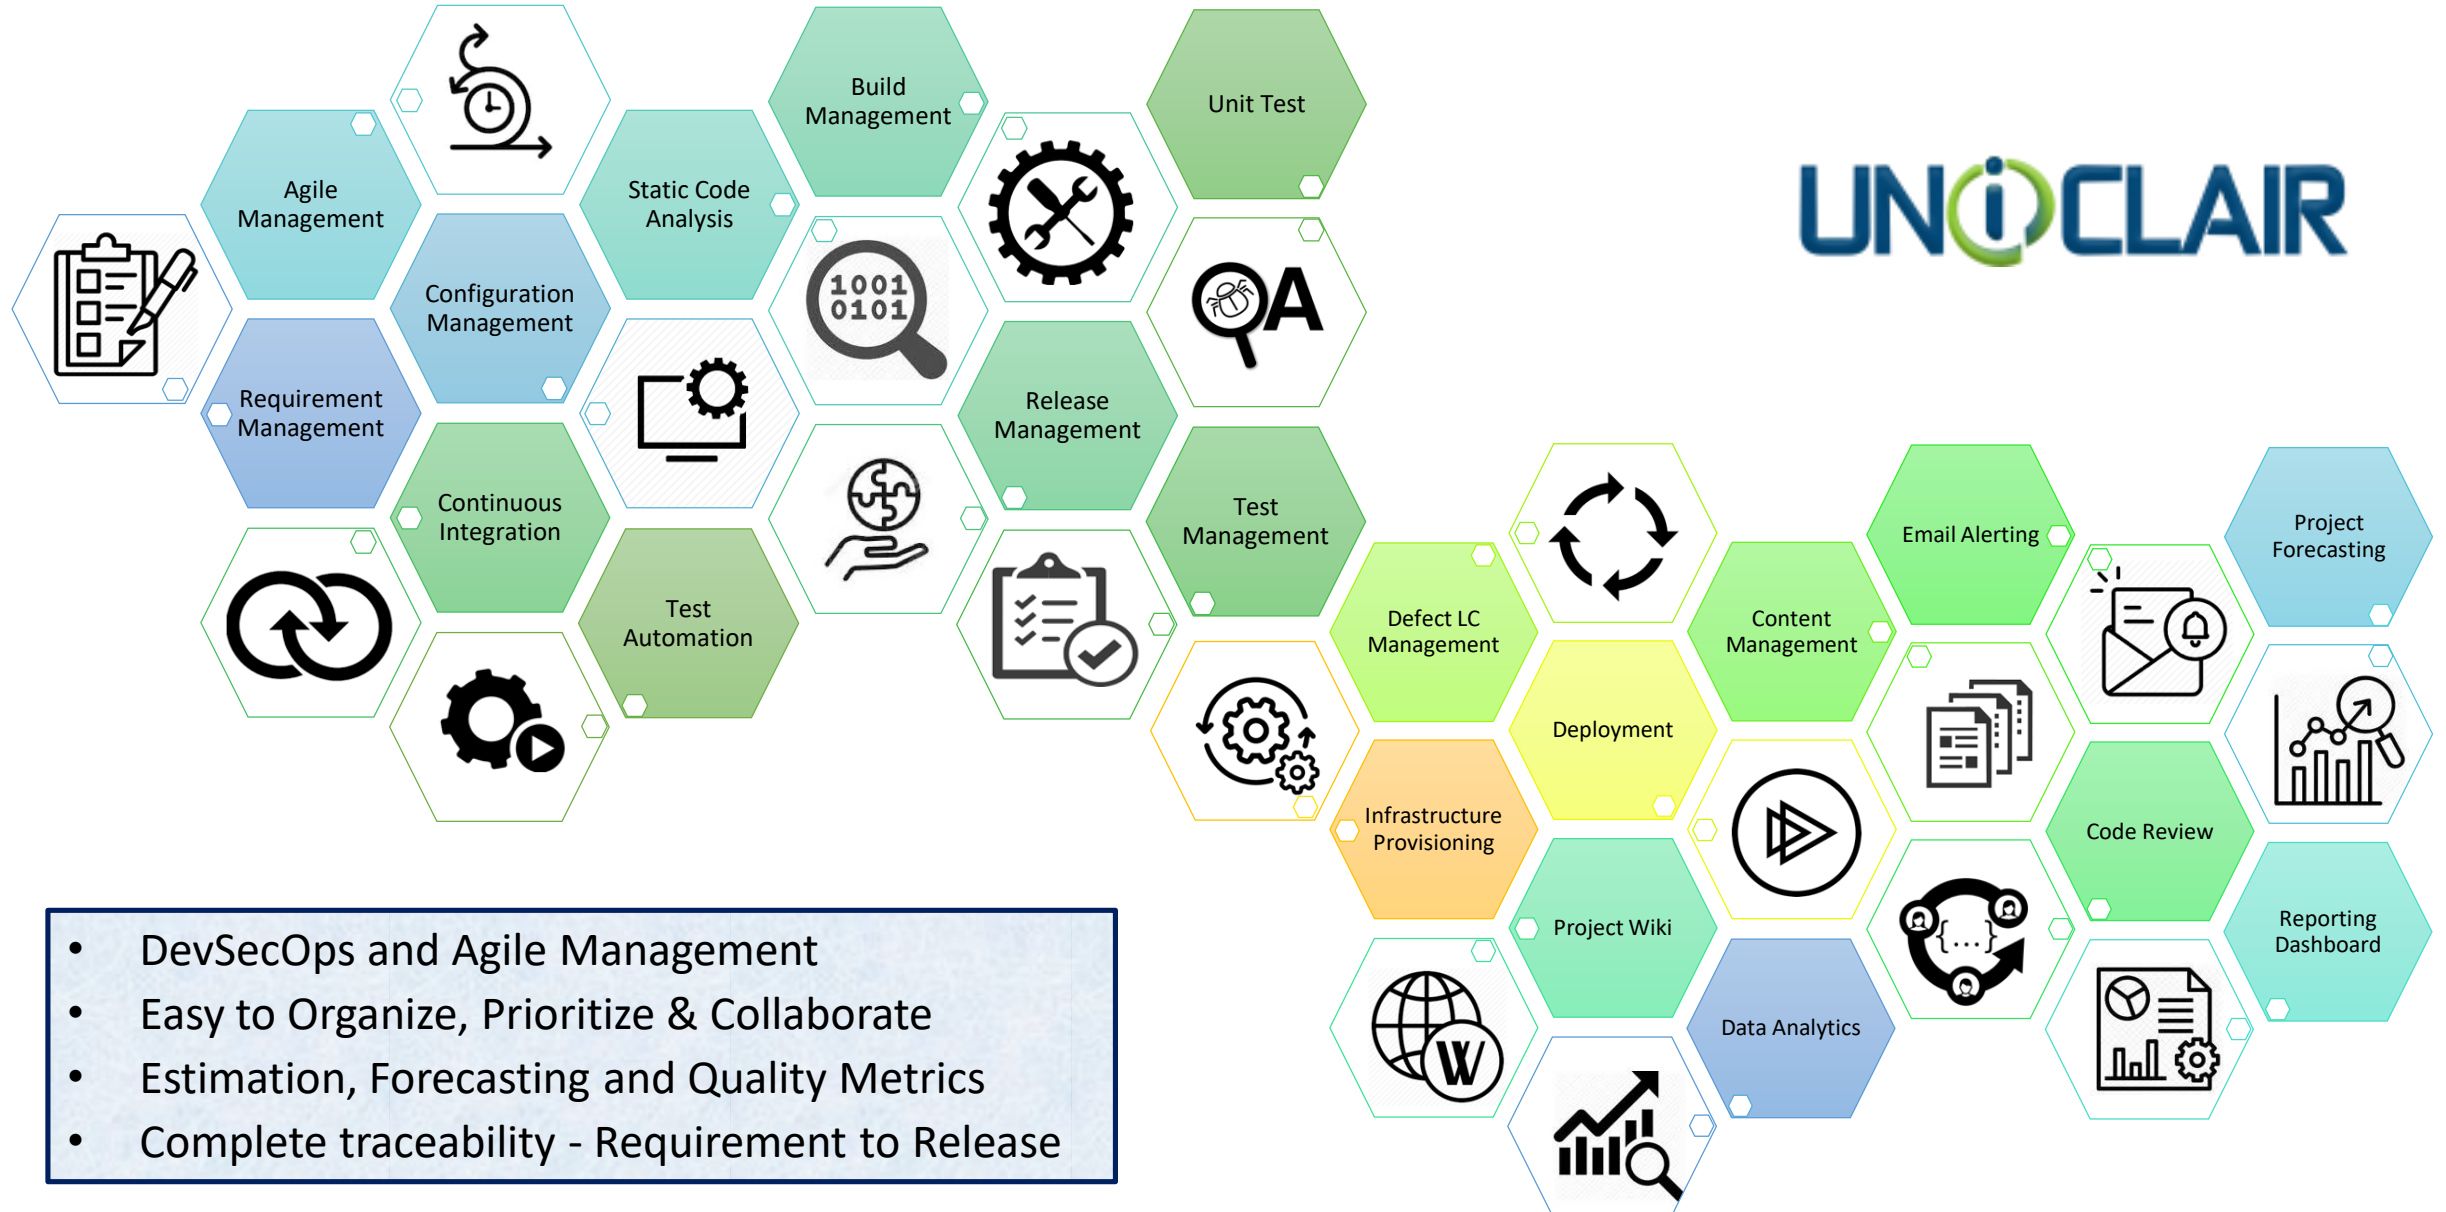 Build
Management
Unit Test
Agile
Management
Static Code
Analysis
UNiCLAIR
Configuration
Management
1001
0101
QA
Requirement
Management
Release
Management
Continuous
Integration
Test
Management
Test
Automation
Email Alerting
Project
Forecasting
Defect LC
Management
Content
Management
Deployment
Infrastructure
Provisioning
Code Review
Project Wiki
{...}
Reporting
Dashboard
W
Data Analytics
• DevSecOps and Agile Management
• Easy to Organize, Prioritize & Collaborate
• Estimation, Forecasting and Quality Metrics
• Complete traceability - Requirement to Release